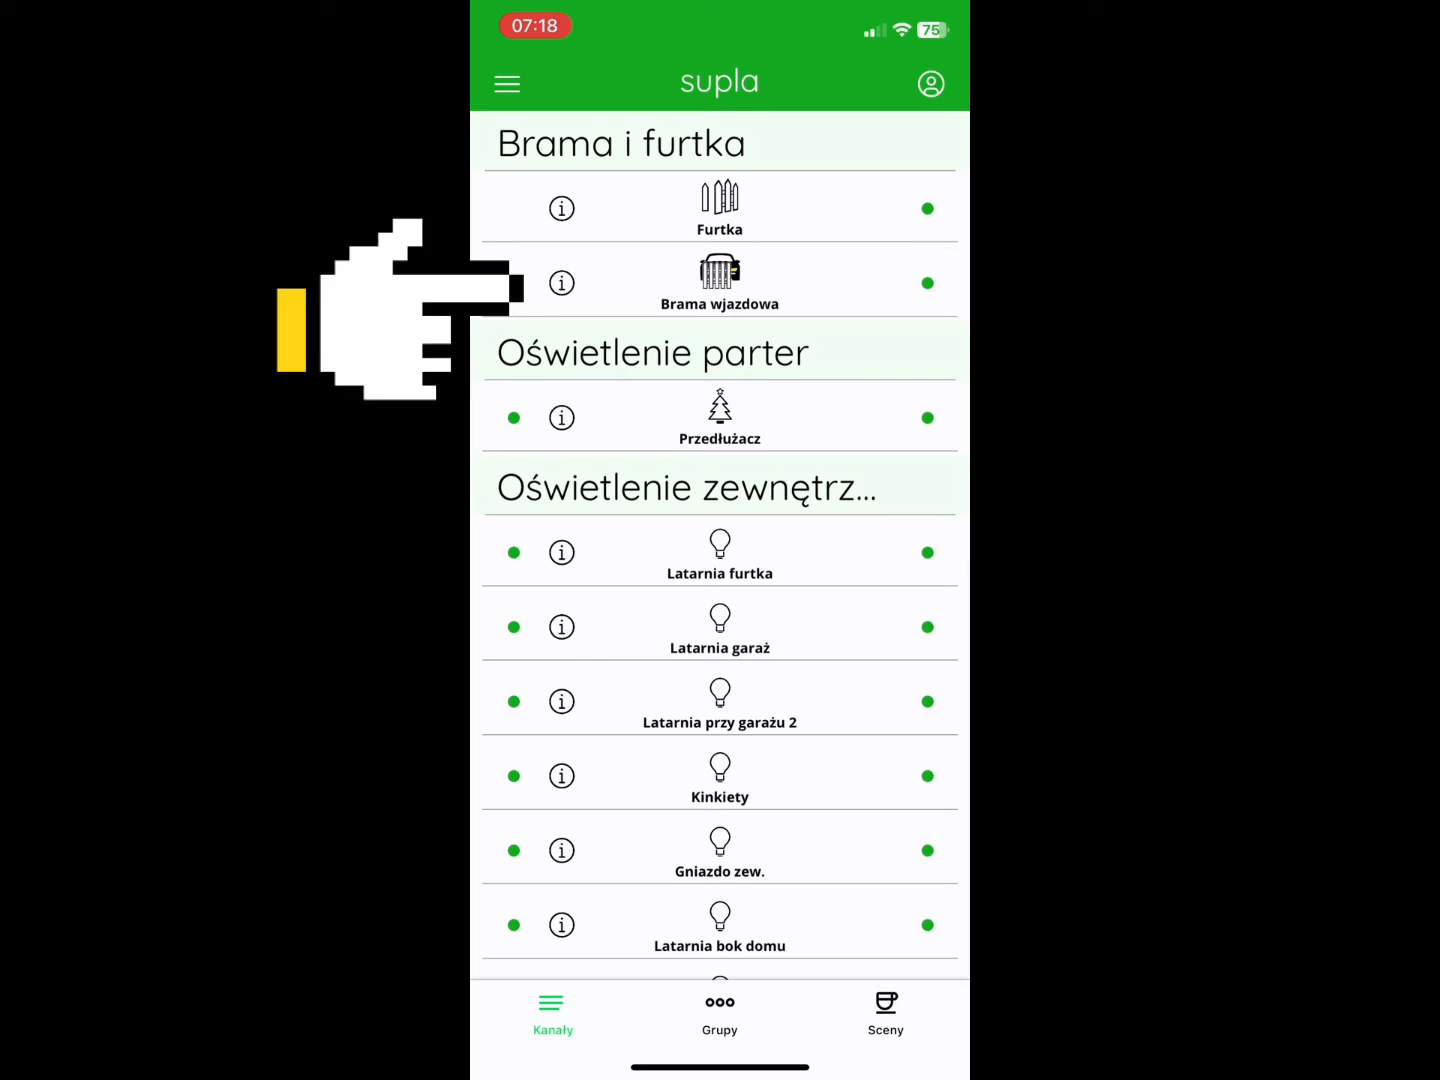 07:18
75
supla
Brama i furtka
Furtka
Brama wjazdowa
Oświetlenie parter
Przedłużacz
Oświetlenie zewnętrz...
Latarnia furtka
Latarnia garaż
Latarnia przy garażu 2
Kinkiety
Gniazdo zew.
Latarnia bok domu
Kanały
Grupy
Sceny